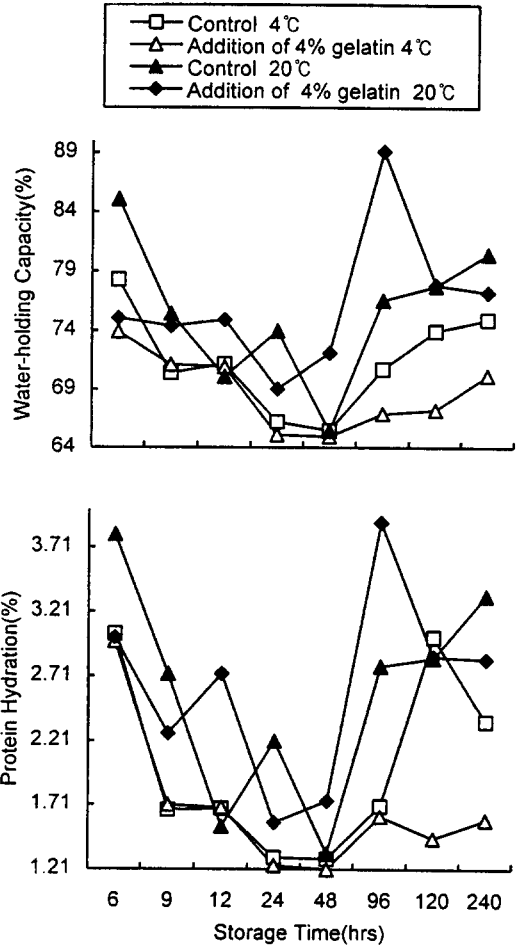 Control 4℃
Addition of 4% gelatin 4℃
Control 20℃
Addition of 4% gelatin 20℃
89
84
79
74
69
64
Water-holding Capacity(%)
3.71
3.21
2.71
2.21
1.71
1.21
Protein Hydration(%)
6 9 12 24 48 96 120 240
Storage Time(hrs)